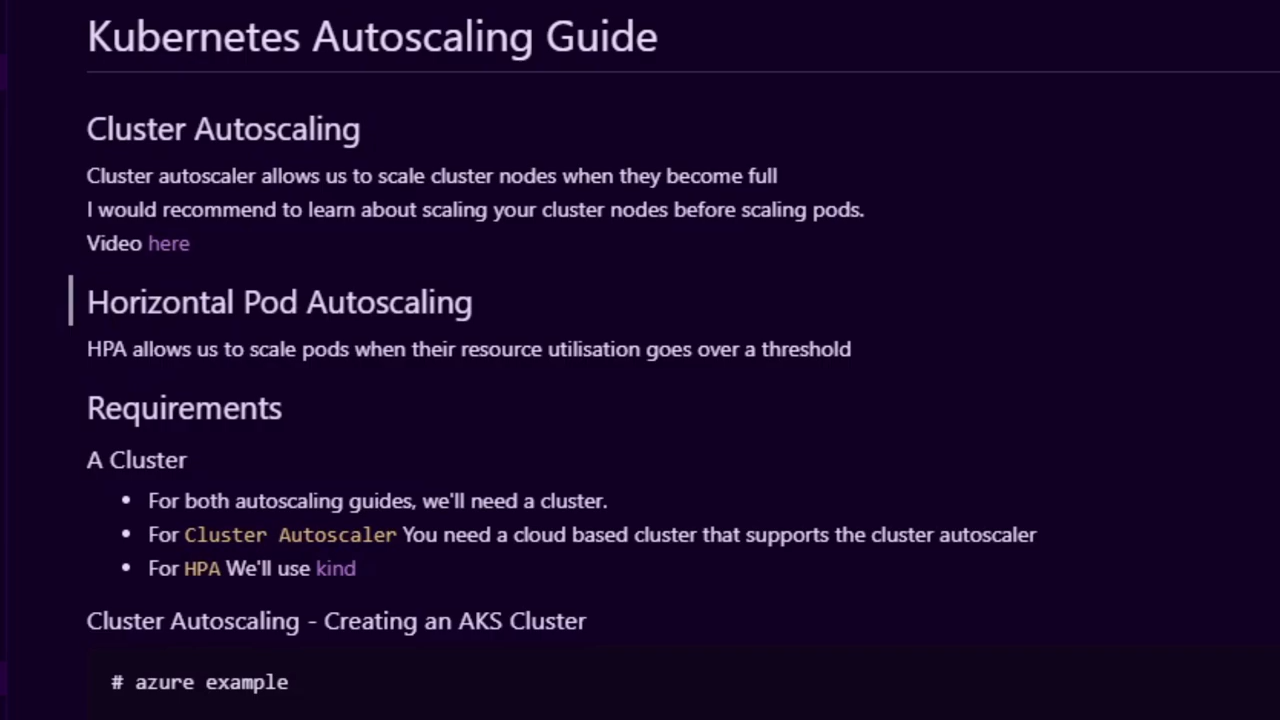 Kubernetes Autoscaling Guide
Cluster Autoscaling
Cluster autoscaler allows us to scale cluster nodes when they become full
I would recommend to learn about scaling your cluster nodes before scaling pods.
Video here
Horizontal Pod Autoscaling
HPA allows us to scale pods when their resource utilisation goes over a threshold
Requirements
A Cluster
• For both autoscaling guides, we'll need a cluster.
• For Cluster Autoscaler You need a cloud based cluster that supports the cluster autoscaler
• For HPA We'll use kind
Cluster Autoscaling - Creating an AKS Cluster
# azure example